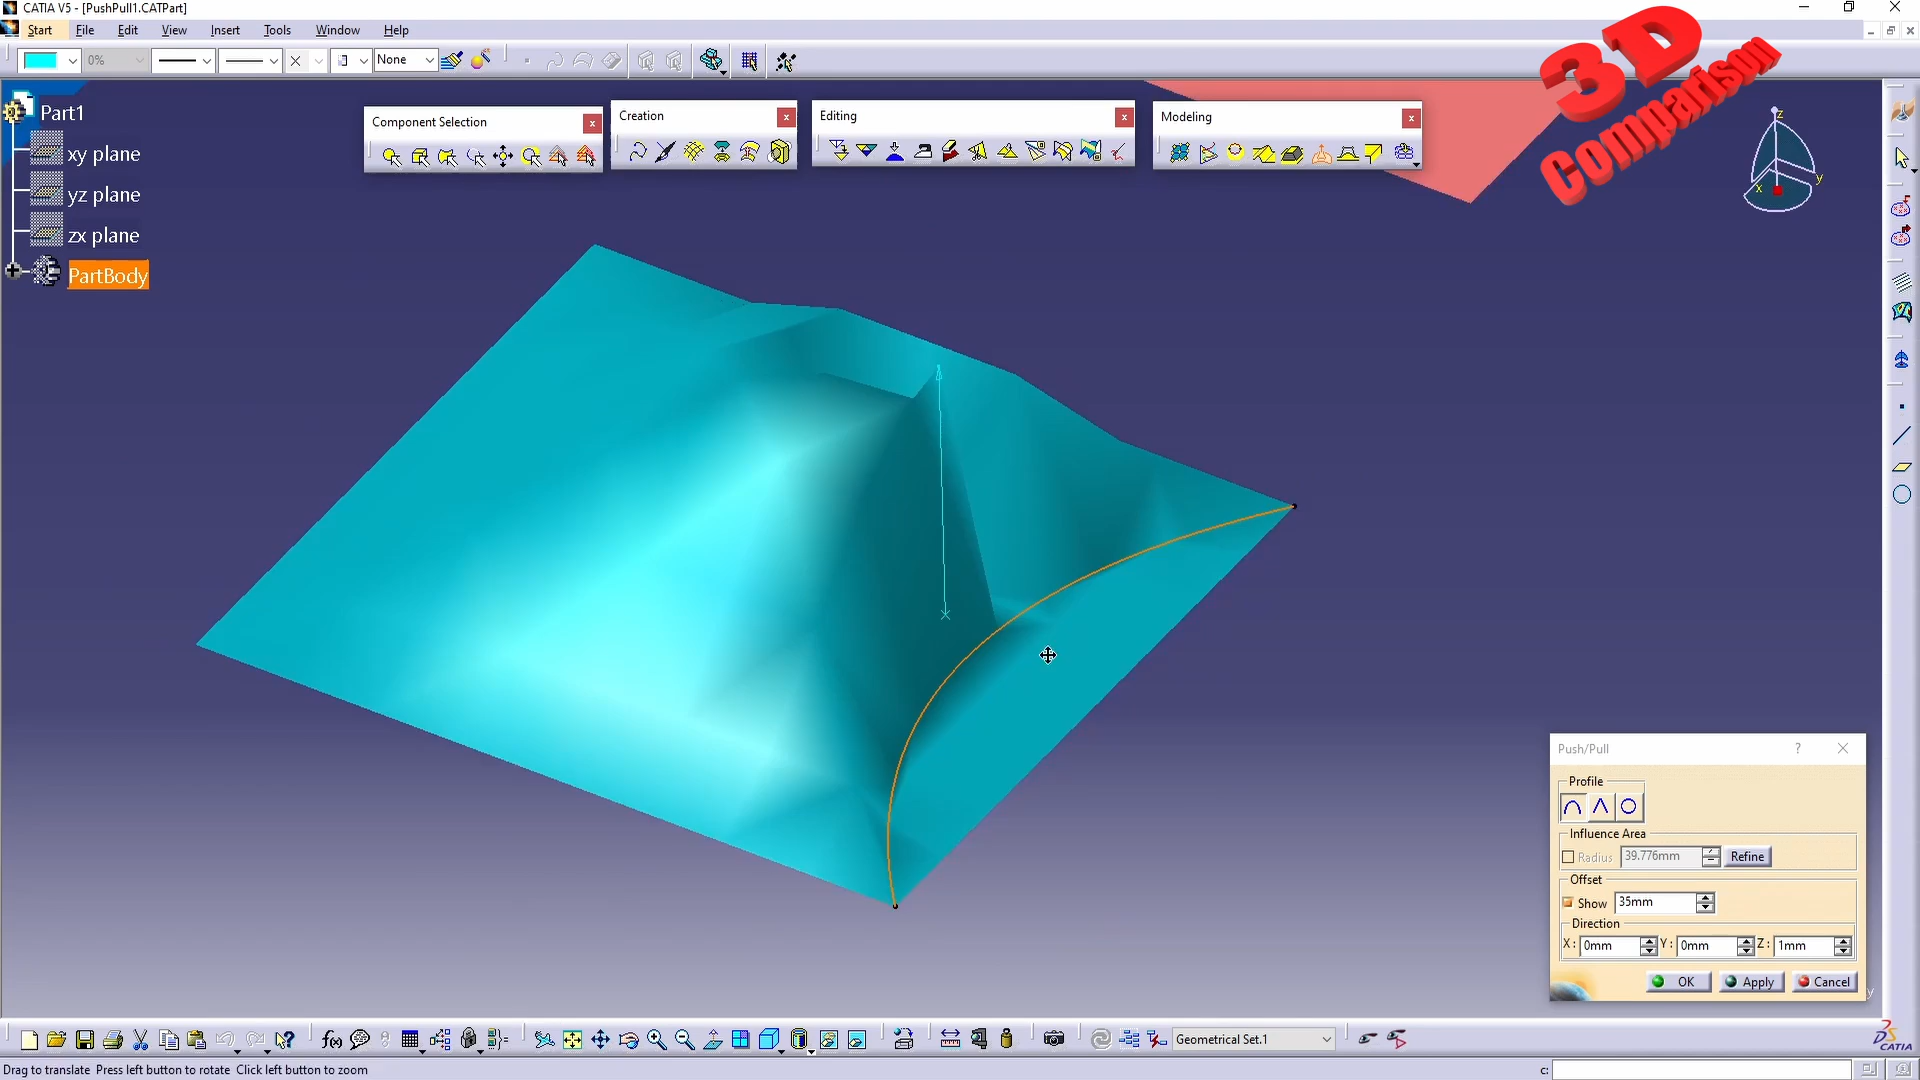 CATIA V5 - [PushPull1.CATPart]
Start File Edit View Insert Tools Window Help
0% None
3D
Comparison
Part1
xy plane
yz plane
zx plane
PartBody
Component Selection
Creation
Editing
Modeling
z
x
y
Push/Pull
?
Profile
Influence Area
Radius 39.776mm Refine
Offset
Show 35mm
Direction
X: 0mm Y: 0mm Z: 1mm
OK Apply Cancel
y
f(x)
Geometrical Set.1
CATIA
Drag to translate Press left button to rotate Click left button to zoom
c: